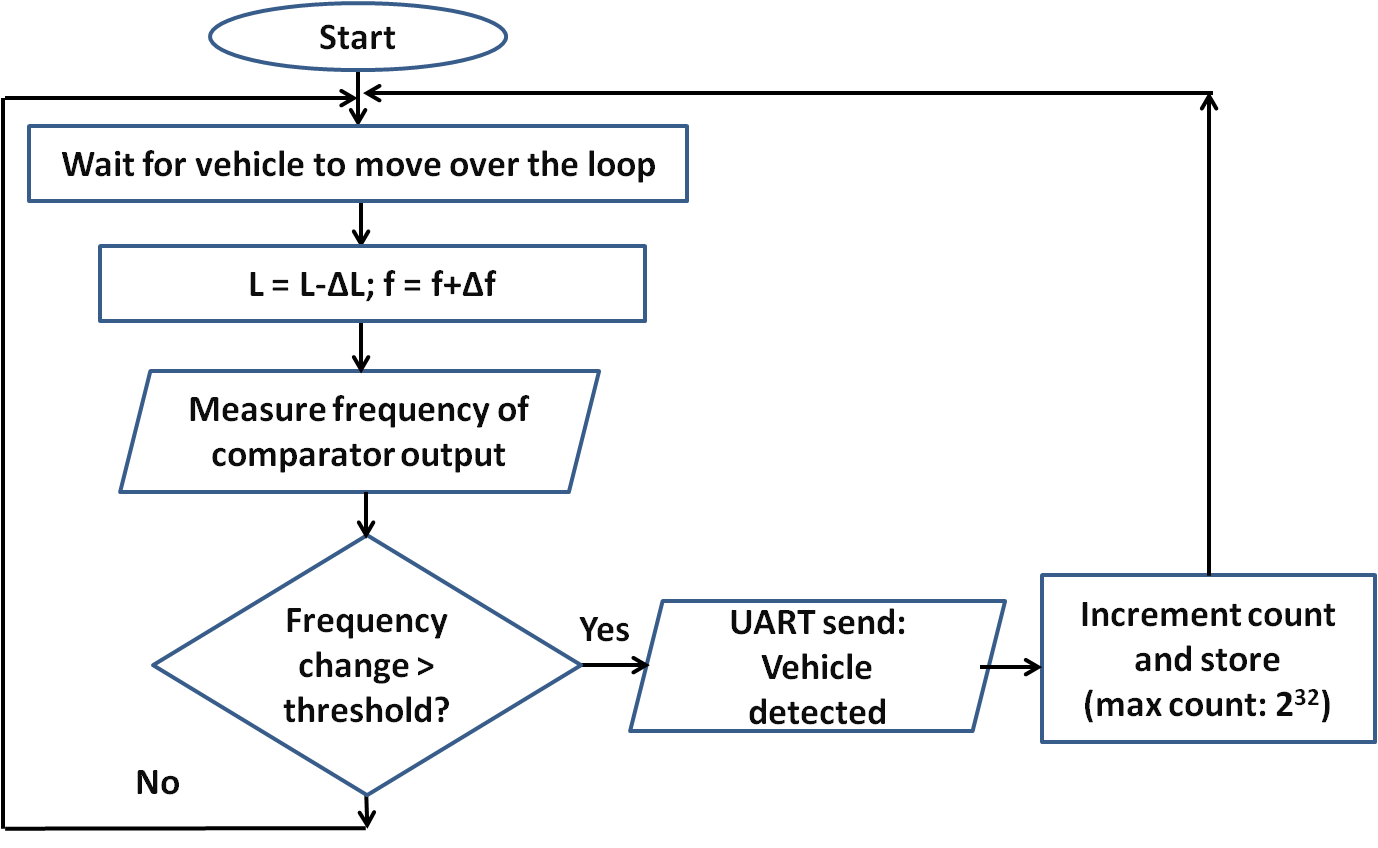 Start
Wait for vehicle to move over the loop
L = L-ΔL; f = f+Δf
Measure frequency of
comparator output
Frequency
change >
threshold?
Yes
No
UART send:
Vehicle
detected
Increment count
and store
(max count: 2³²)